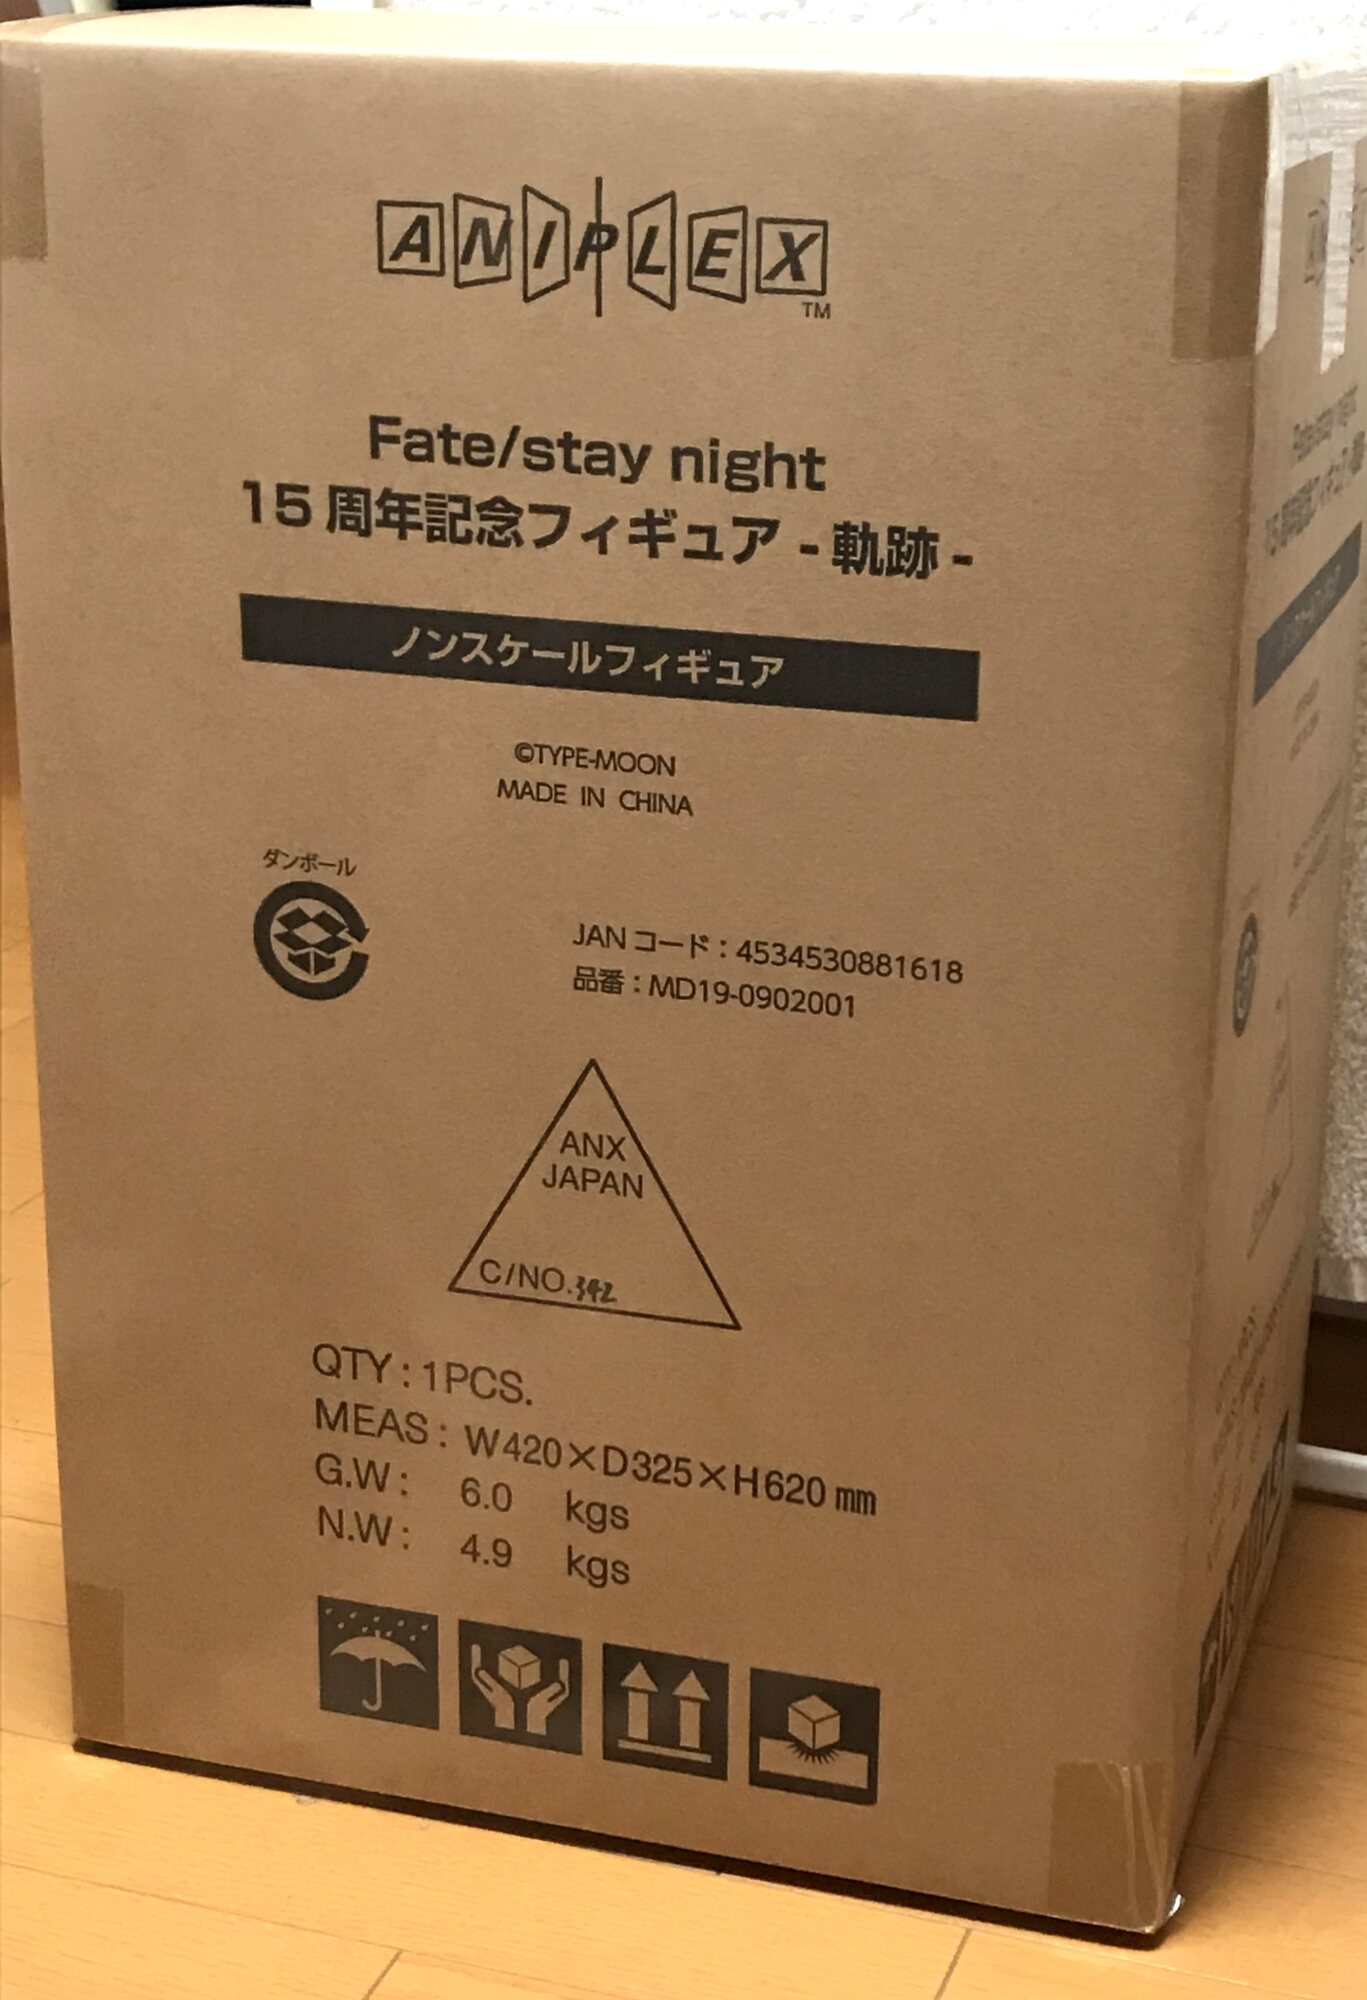 ANIPLEX
TM
Fate/stay night
15周年記念フィギュア -軌跡-
ノンスケールフィギュア
©TYPE-MOON
MADE IN CHINA
ダンボール
JANコード：4534530881618
品番：MD19-0902001
ANX
JAPAN
C/NO.342
QTY : 1PCS.
MEAS : W420×D325×H620㎜
G.W : 6.0 kgs
N.W : 4.9 kgs
Fate/stay night